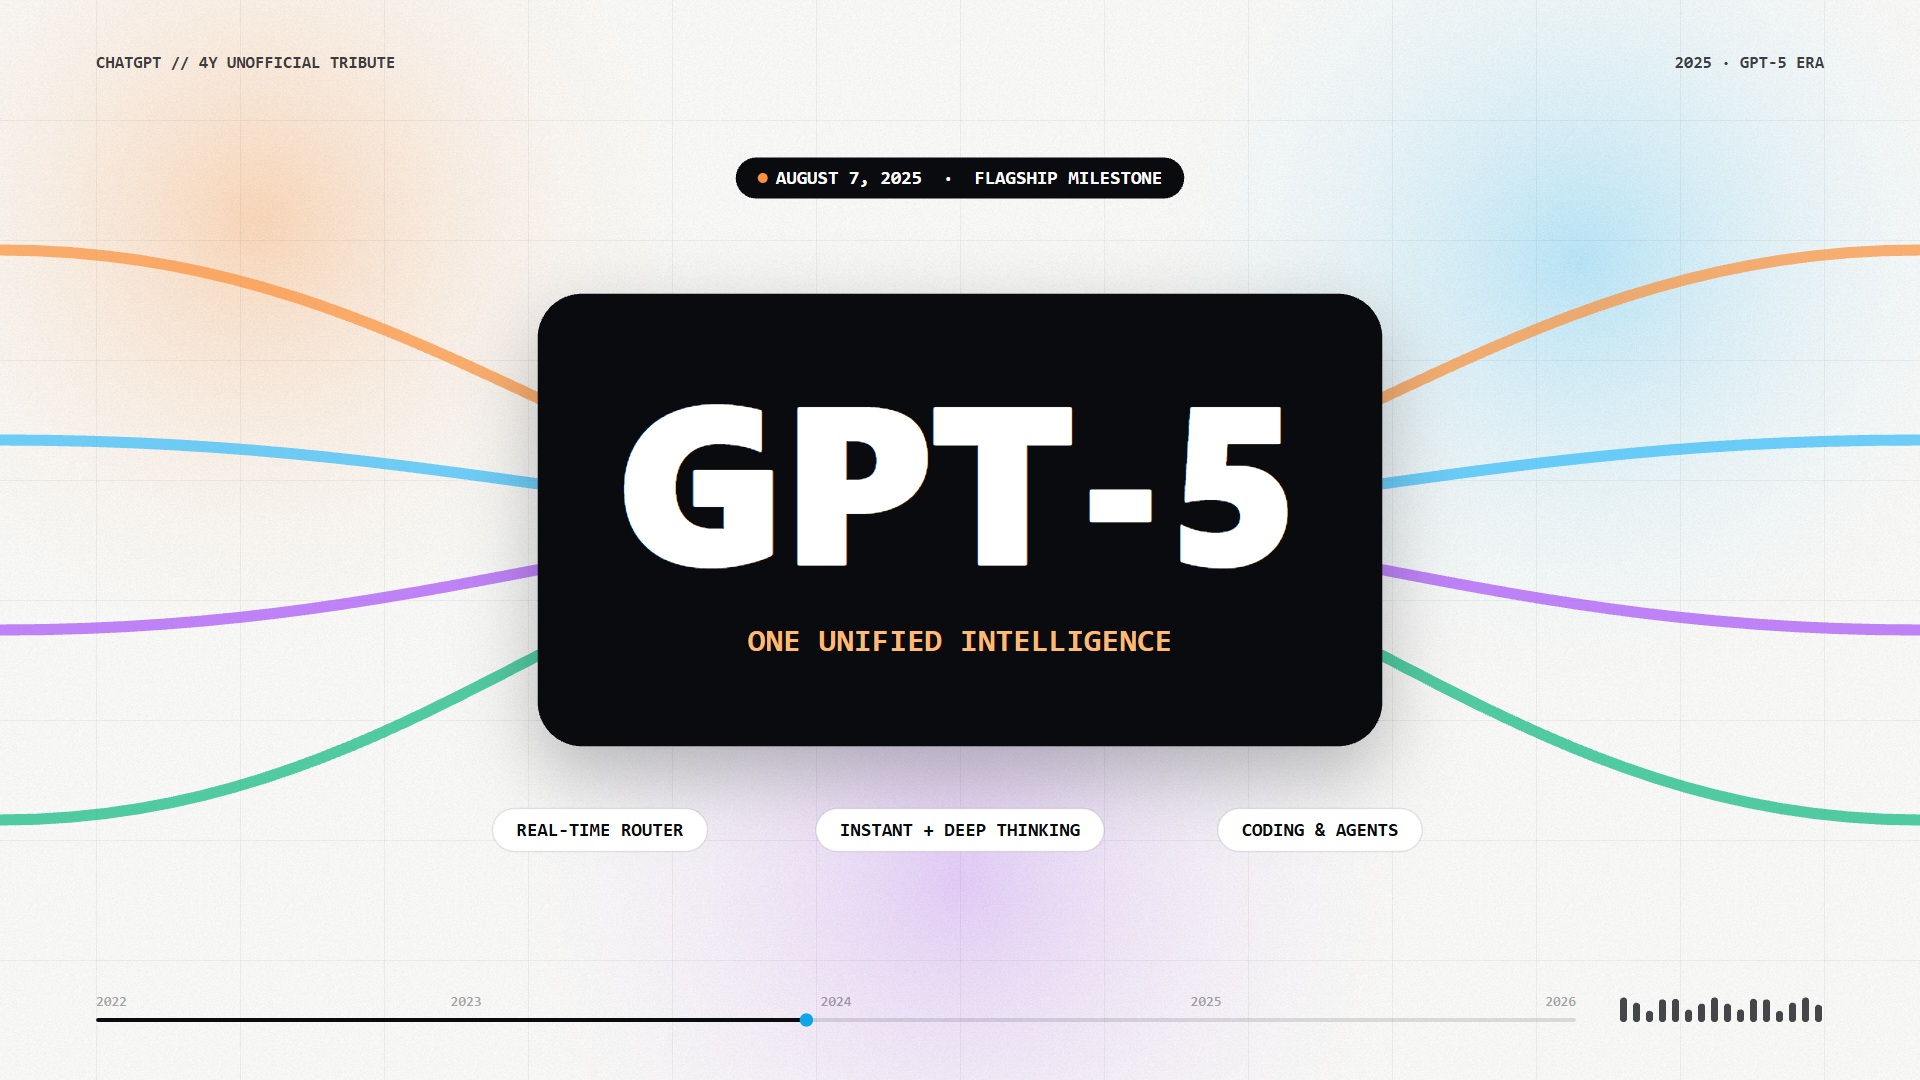 CHATGPT // 4Y UNOFFICIAL TRIBUTE
2025 · GPT-5 ERA
AUGUST 7, 2025 · FLAGSHIP MILESTONE
GPT-5
ONE UNIFIED INTELLIGENCE
REAL-TIME ROUTER
INSTANT + DEEP THINKING
CODING & AGENTS
2022 2023 2024 2025 2026